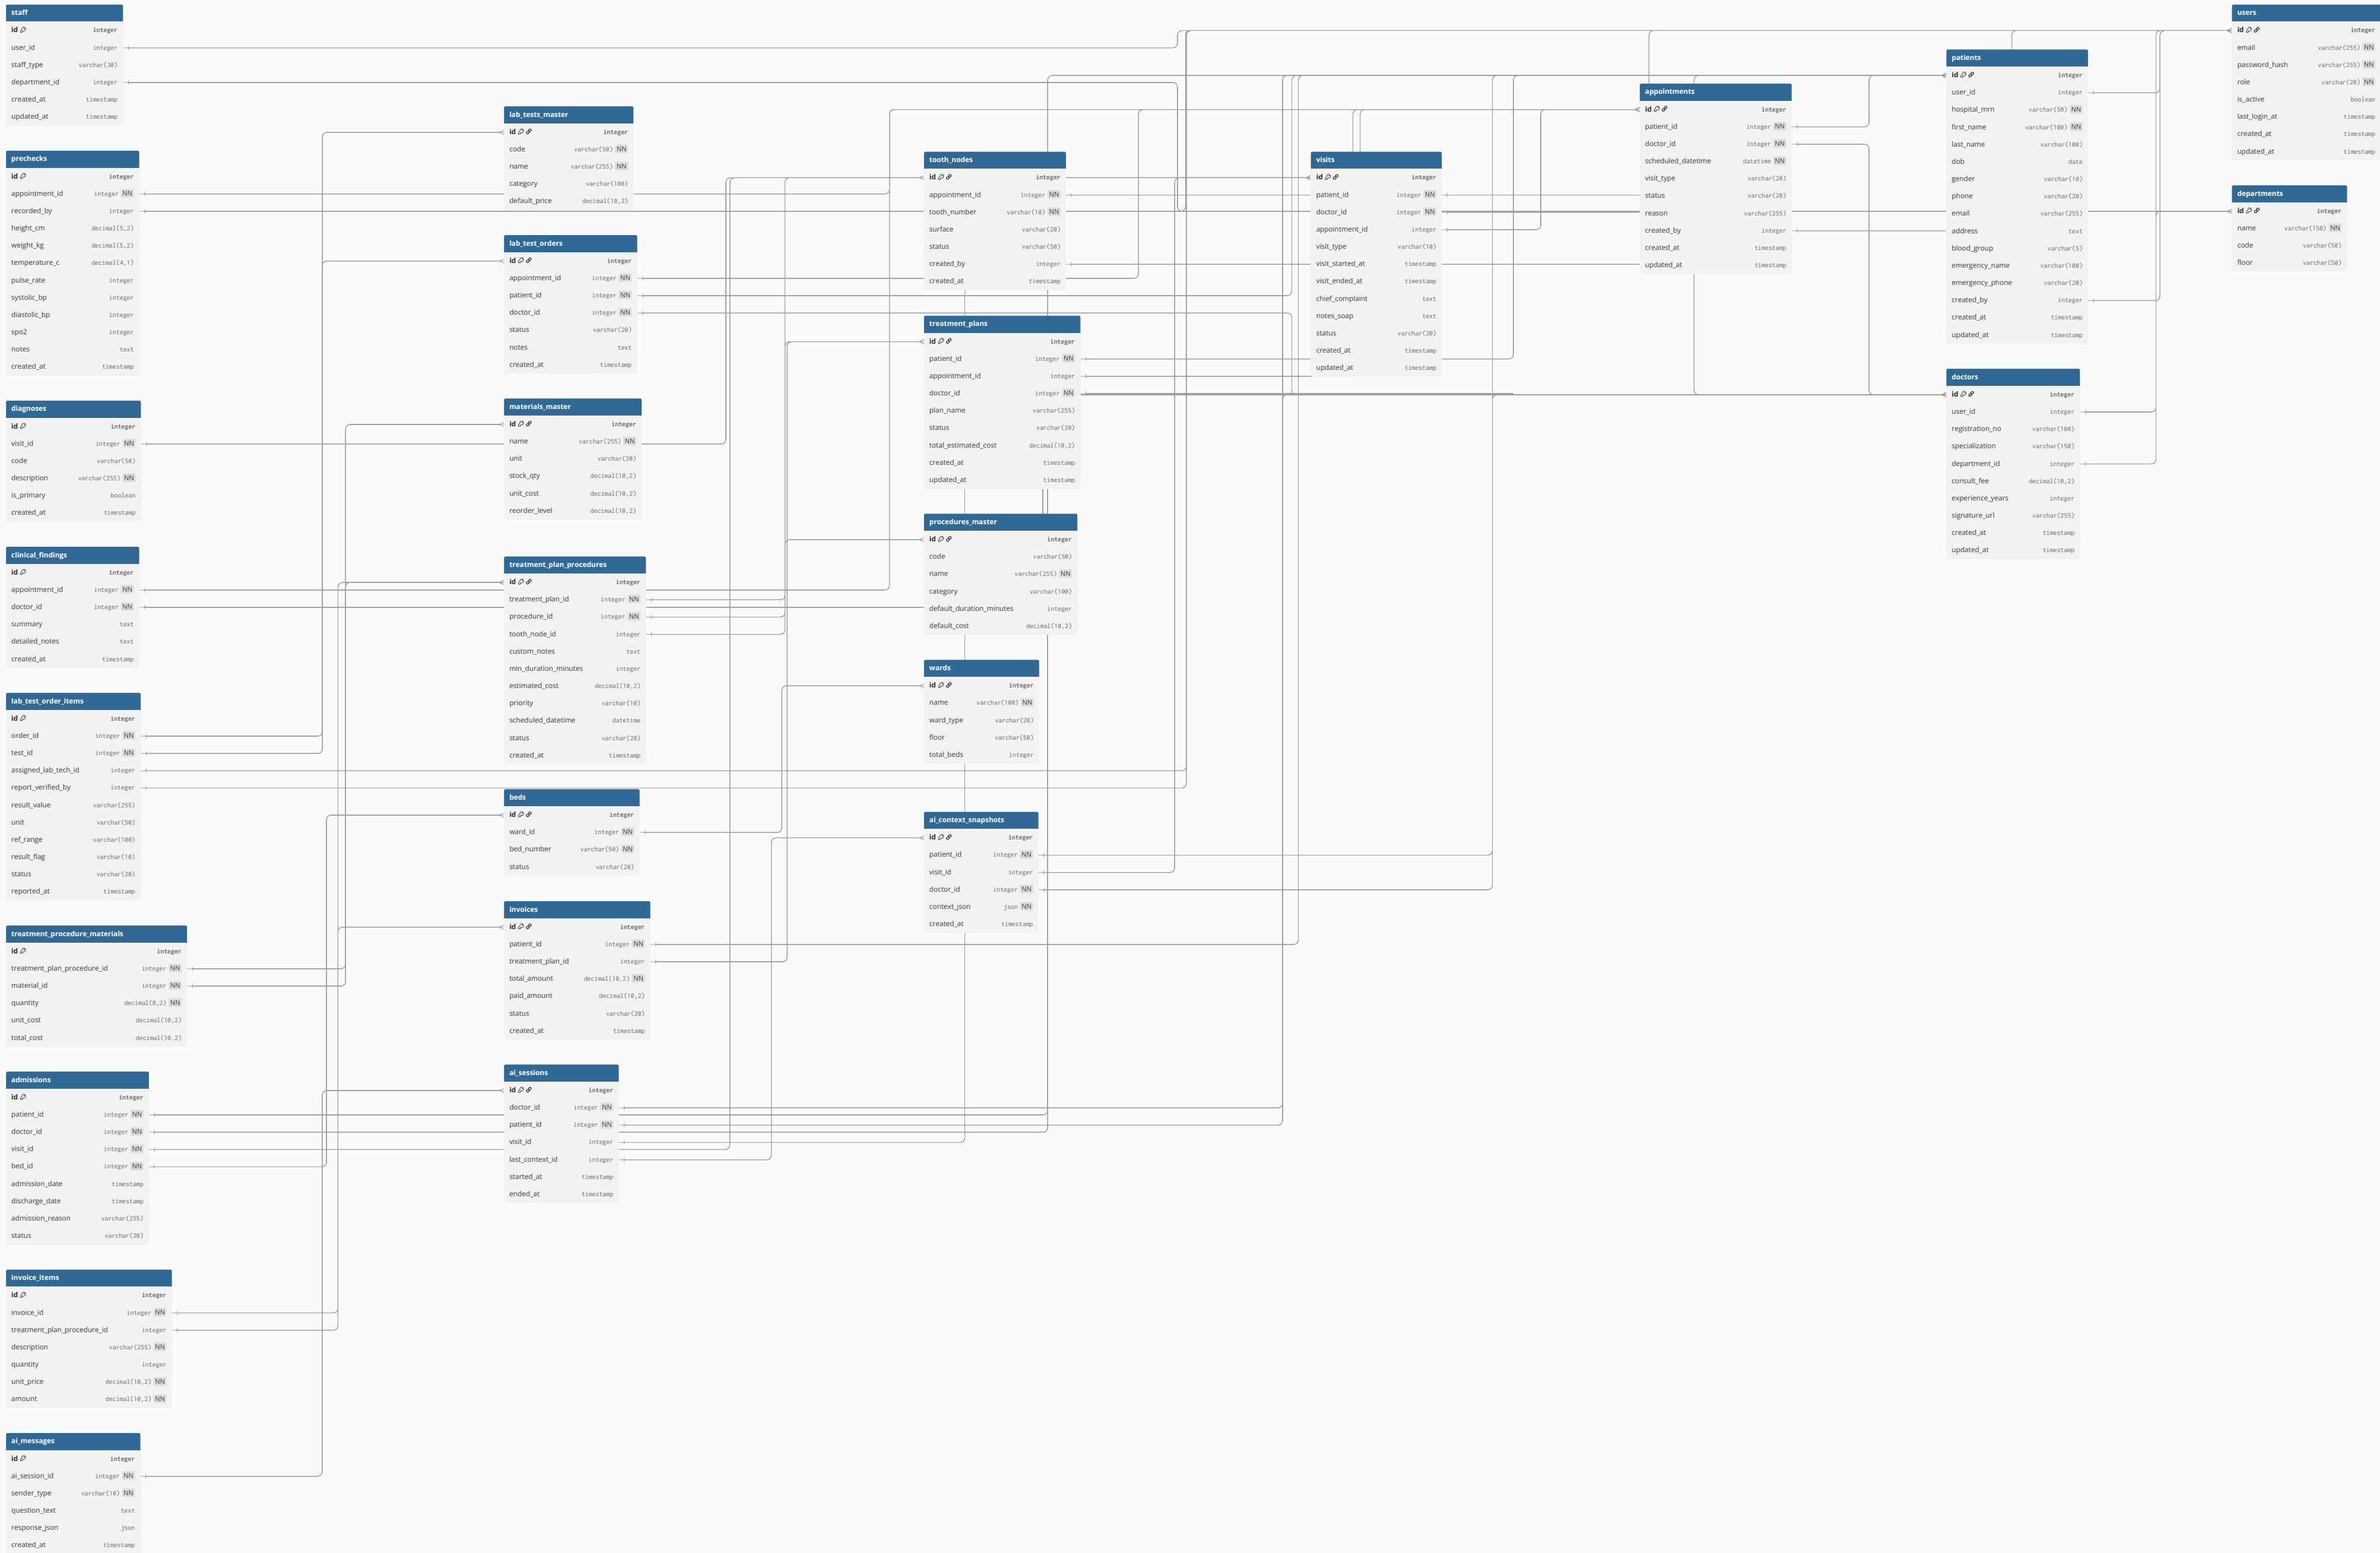 staff
id integer
user_id integer
staff_type varchar(30)
department_id integer
created_at timestamp
updated_at timestamp
prechecks
id integer
appointment_id integer NN
recorded_by integer
height_cm decimal(5,2)
weight_kg decimal(5,2)
temperature_c decimal(4,1)
pulse_rate integer
systolic_bp integer
diastolic_bp integer
spo2 integer
notes text
created_at timestamp
diagnoses
id integer
visit_id integer NN
code varchar(50)
description varchar(255) NN
is_primary boolean
created_at timestamp
clinical_findings
id integer
appointment_id integer NN
doctor_id integer NN
summary text
detailed_notes text
created_at timestamp
lab_test_order_items
id integer
order_id integer NN
test_id integer NN
assigned_lab_tech_id integer
report_verified_by integer
result_value varchar(255)
unit varchar(50)
ref_range varchar(100)
result_flag varchar(10)
status varchar(20)
reported_at timestamp
treatment_procedure_materials
id integer
treatment_plan_procedure_id integer NN
material_id integer NN
quantity decimal(8,2) NN
unit_cost decimal(10,2)
total_cost decimal(10,2)
admissions
id integer
patient_id integer NN
doctor_id integer NN
visit_id integer NN
bed_id integer NN
admission_date timestamp
discharge_date timestamp
admission_reason varchar(255)
status varchar(20)
invoice_items
id integer
invoice_id integer NN
treatment_plan_procedure_id integer
description varchar(255) NN
quantity integer
unit_price decimal(10,2) NN
amount decimal(10,2) NN
ai_messages
id integer
ai_session_id integer NN
sender_type varchar(10) NN
question_text text
response_json json
created_at timestamp
lab_tests_master
id integer
code varchar(50) NN
name varchar(255) NN
category varchar(100)
default_price decimal(10,2)
lab_test_orders
id integer
appointment_id integer NN
patient_id integer NN
doctor_id integer NN
status varchar(20)
notes text
created_at timestamp
materials_master
id integer
name varchar(255) NN
unit varchar(20)
stock_qty decimal(10,2)
unit_cost decimal(10,2)
reorder_level decimal(10,2)
treatment_plan_procedures
id integer
treatment_plan_id integer NN
procedure_id integer NN
tooth_node_id integer
custom_notes text
min_duration_minutes integer
estimated_cost decimal(10,2)
priority varchar(10)
scheduled_datetime datetime
status varchar(20)
created_at timestamp
beds
id integer
ward_id integer NN
bed_number varchar(50) NN
status varchar(20)
invoices
id integer
patient_id integer NN
treatment_plan_id integer
total_amount decimal(10,2) NN
paid_amount decimal(10,2)
status varchar(20)
created_at timestamp
ai_sessions
id integer
doctor_id integer NN
patient_id integer NN
visit_id integer
last_context_id integer
started_at timestamp
ended_at timestamp
tooth_nodes
id integer
appointment_id integer NN
tooth_number varchar(10) NN
surface varchar(20)
status varchar(50)
created_by integer
created_at timestamp
treatment_plans
id integer
patient_id integer NN
appointment_id integer
doctor_id integer NN
plan_name varchar(255)
status varchar(20)
total_estimated_cost decimal(10,2)
created_at timestamp
updated_at timestamp
procedures_master
id integer
code varchar(50)
name varchar(255) NN
category varchar(100)
default_duration_minutes integer
default_cost decimal(10,2)
wards
id integer
name varchar(100) NN
ward_type varchar(20)
floor varchar(50)
total_beds integer
ai_context_snapshots
id integer
patient_id integer NN
visit_id integer
doctor_id integer NN
context_json json NN
created_at timestamp
visits
id integer
patient_id integer NN
doctor_id integer NN
appointment_id integer
visit_type varchar(10)
visit_started_at timestamp
visit_ended_at timestamp
chief_complaint text
notes_soap text
status varchar(20)
created_at timestamp
updated_at timestamp
appointments
id integer
patient_id integer NN
doctor_id integer NN
scheduled_datetime datetime NN
visit_type varchar(20)
status varchar(20)
reason varchar(255)
created_by integer
created_at timestamp
updated_at timestamp
patients
id integer
user_id integer
hospital_mrn varchar(50) NN
first_name varchar(100) NN
last_name varchar(100)
dob date
gender varchar(10)
phone varchar(20)
email varchar(255)
address text
blood_group varchar(5)
emergency_name varchar(100)
emergency_phone varchar(20)
created_by integer
created_at timestamp
updated_at timestamp
doctors
id integer
user_id integer
registration_no varchar(100)
specialization varchar(150)
department_id integer
consult_fee decimal(10,2)
experience_years integer
signature_url varchar(255)
created_at timestamp
updated_at timestamp
users
id integer
email varchar(255) NN
password_hash varchar(255) NN
role varchar(20) NN
is_active boolean
last_login_at timestamp
created_at timestamp
updated_at timestamp
departments
id integer
name varchar(150) NN
code varchar(50)
floor varchar(50)